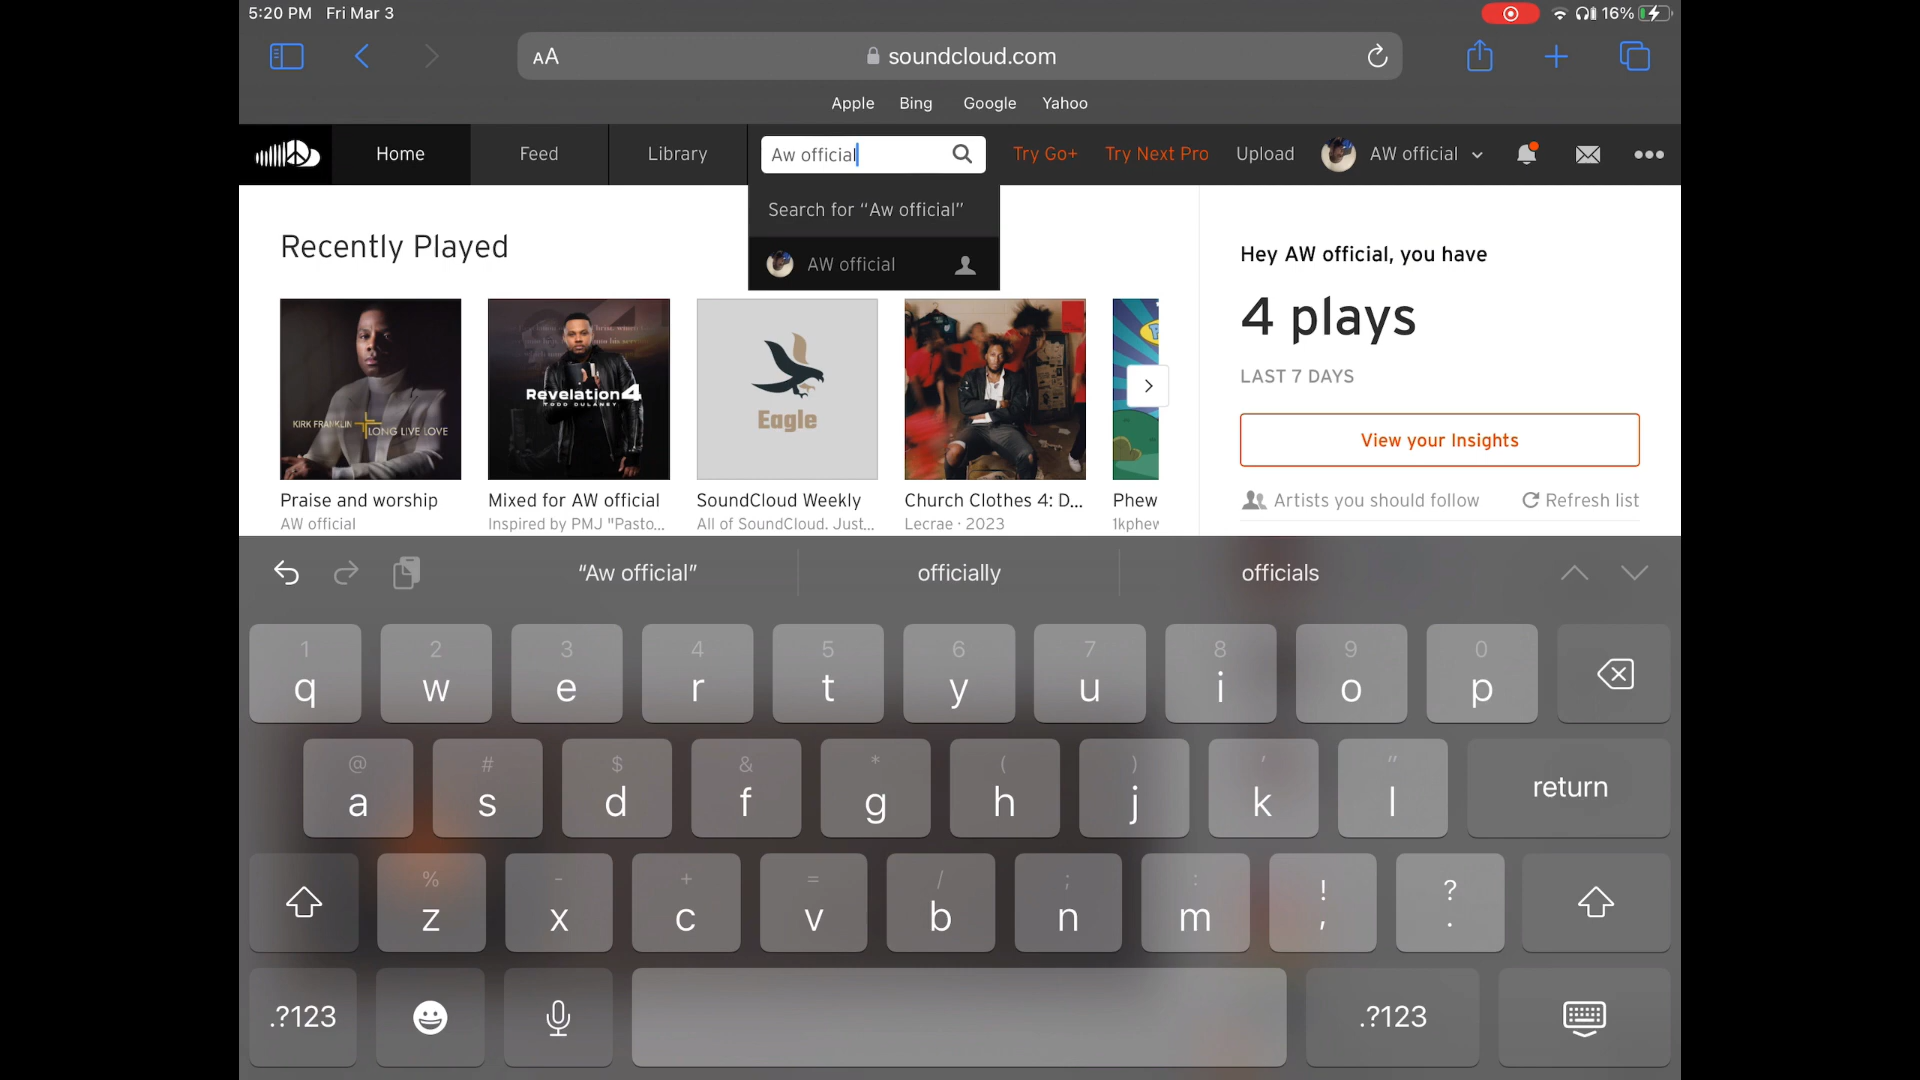 5:20 PM Fri Mar 3
16%
AA soundcloud.com
Apple Bing Google Yahoo
Home Feed Library Aw official Try Go+ Try Next Pro Upload AW official
Search for “Aw official”
AW official
Recently Played
Hey AW official, you have
4 plays
LAST 7 DAYS
View your Insights
Artists you should follow Refresh list
KIRK FRANKLIN LONG LIVE LOVE
Revelation4
TODD DULANEY
Eagle
Praise and worship
AW official
Mixed for AW official
Inspired by PMJ "Pasto...
SoundCloud Weekly
All of SoundCloud. Just...
Church Clothes 4: D...
Lecrae · 2023
Phew
1kphew
“Aw official” officially officials
1 2 3 4 5 6 7 8 9 0
q w e r t y u i o p
@ # $ & * ( ) ' "
a s d f g h j k l return
% - + = / ; : ! ?
z x c v b n m , .
.?123 .?123